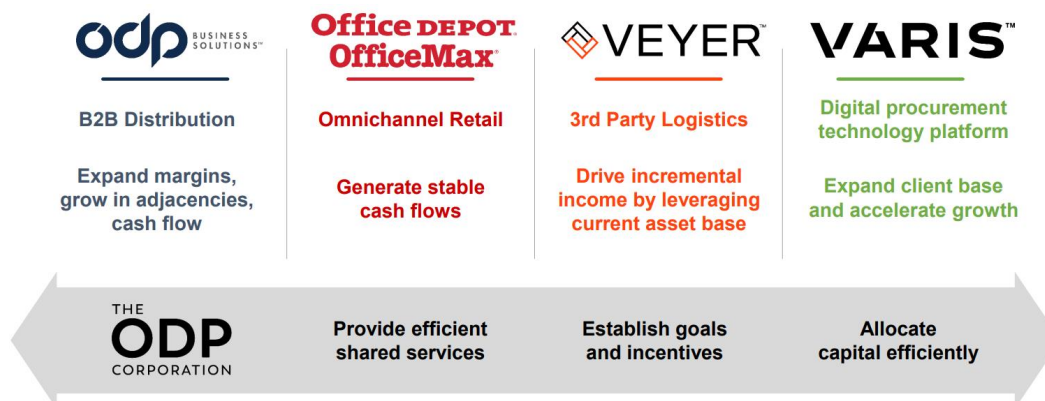 odp BUSINESS
SOLUTIONS™
B2B Distribution
Expand margins,
grow in adjacencies,
cash flow
Office DEPOT.
OfficeMax®
Omnichannel Retail
Generate stable
cash flows
VEYER™
3rd Party Logistics
Drive incremental
income by leveraging
current asset base
VARIS™
Digital procurement
technology platform
Expand client base
and accelerate growth
THE
ODP
CORPORATION
Provide efficient
shared services
Establish goals
and incentives
Allocate
capital efficiently